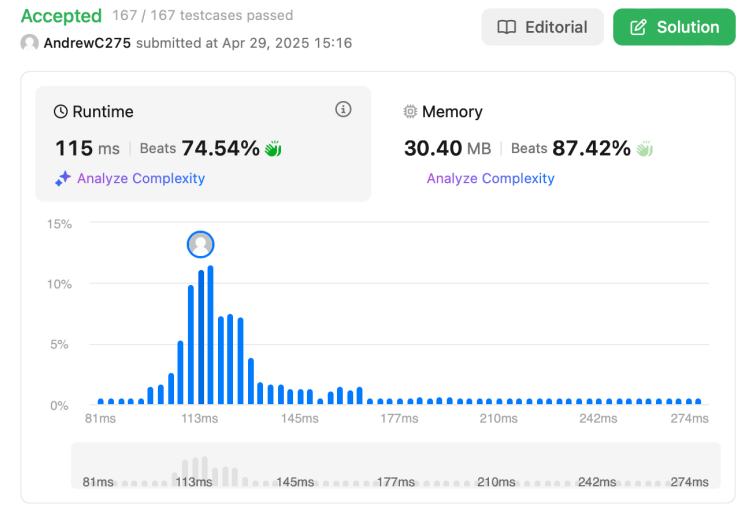 Accepted 167 / 167 testcases passed
Editorial
Solution
AndrewC275 submitted at Apr 29, 2025 15:16
Runtime
115 ms | Beats 74.54%
Analyze Complexity
Memory
30.40 MB | Beats 87.42%
Analyze Complexity
15%
10%
5%
0%
81ms 113ms 145ms 177ms 210ms 242ms 274ms
81ms 113ms 145ms 177ms 210ms 242ms 274ms